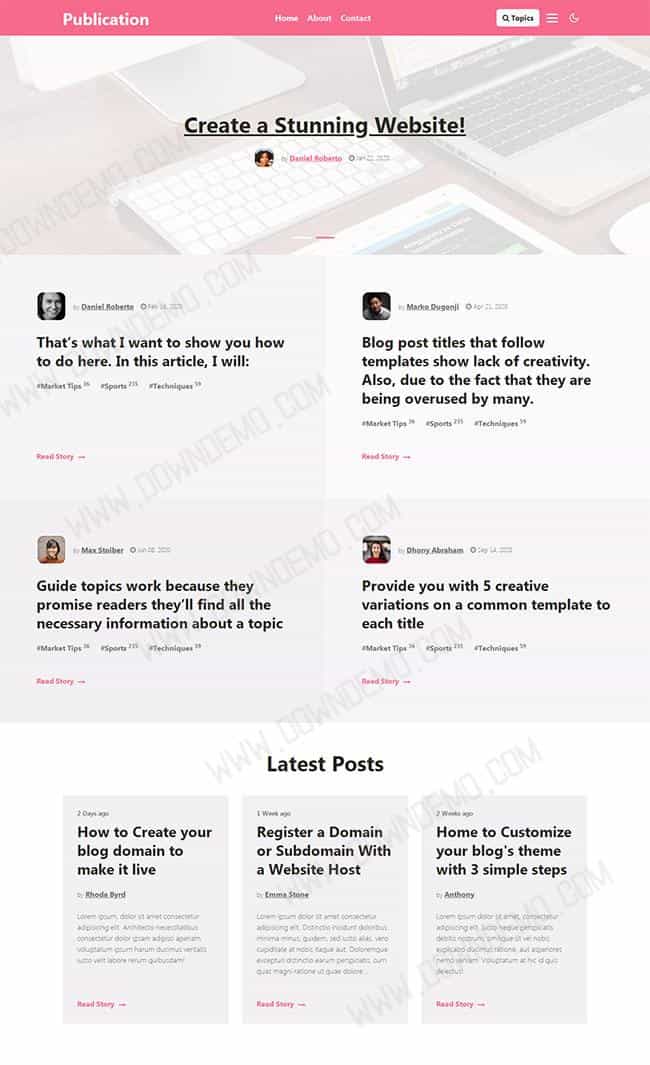 Publication
Home About Contact
Topics
Create a Stunning Website!
by Daniel Roberto Jan 22, 2020
by Daniel Roberto Feb 16, 2020
That's what I want to show you how
to do here. In this article, I will:
#Market Tips 36 #Sports 235 #Techniques 59
Read Story →
by Marko Dugonji Apr 21, 2020
Blog post titles that follow
templates show lack of creativity.
Also, due to the fact that they are
being overused by many.
#Market Tips 36 #Sports 235 #Techniques 59
Read Story →
by Max Stoiber Jun 08, 2020
Guide topics work because they
promise readers they'll find all the
necessary information about a topic
#Market Tips 36 #Sports 235 #Techniques 59
Read Story →
by Dhony Abraham Sep 14, 2020
Provide you with 5 creative
variations on a common template to
each title
#Market Tips 36 #Sports 235 #Techniques 59
Read Story →
Latest Posts
2 Days ago
How to Create your
blog domain to
make it live
by Rhoda Byrd
Lorem ipsum, dolor sit amet consectetur
adipisicing elit. Architecto necessitatibus
consectetur dolor ipsam adipisci aperiam
voluptatum ipsum harum ducimus veritatis
iusto velit labore rerum quibusdam!
Read Story →
1 Week ago
Register a Domain
or Subdomain With
a Website Host
by Emma Stone
Lorem ipsum, dolor sit amet consectetur
adipisicing elit. Distinctio incidunt doloribus
minima minus, quidem, sed iusto alias, vero
cupiditate at nobis itaque aut. Doloremque
excepturi distinctio earum perspiciatis, cum
quas magni ratione ut quae dolore...
Read Story →
2 Weeks ago
Home to Customize
your blog's theme
with 3 simple steps
by Anthony
Lorem ipsum, dolor sit amet consectetur
adipisicing elit. Iusto neque perspiciatis
debitis nostrum, similique sit vel nobis
explicabo ducimus ratione, aut asperiores
nemo veniam. Voluptatum at hic id quis
delectus!
Read Story →
WWW.DOWNDEMO.COM